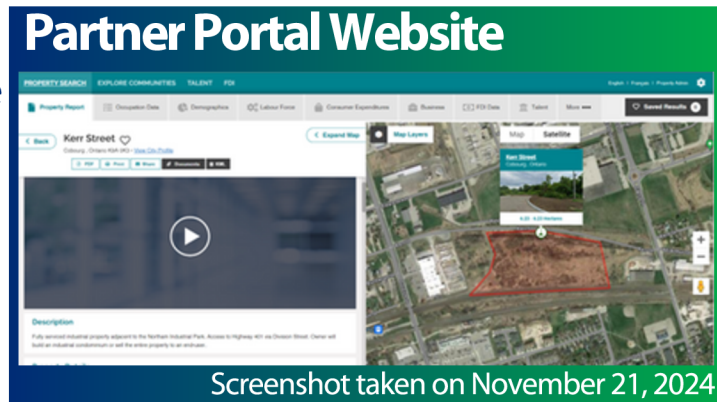 Partner Portal Website
PROPERTY SEARCH EXPLORE COMMUNITIES TALENT FDI English | Français | Property Admin
Property Report Occupation Data Demographics Labour Force Consumer Expenditures Business FDI Data Talent More ••• Saved Results
< Back Kerr Street < Expand Map Map Layers Map Satellite
Cobourg, Ontario View City Profile
PDF Print Share KML
Kerr Street
Cobourg, Ontario
Description
Fully serviced industrial property adjacent to the Northam Industrial Park. Access to Highway 401 via Division Street. Owner will
build an industrial condominium or sell the entire property to an end-user.
Screenshot taken on November 21, 2024